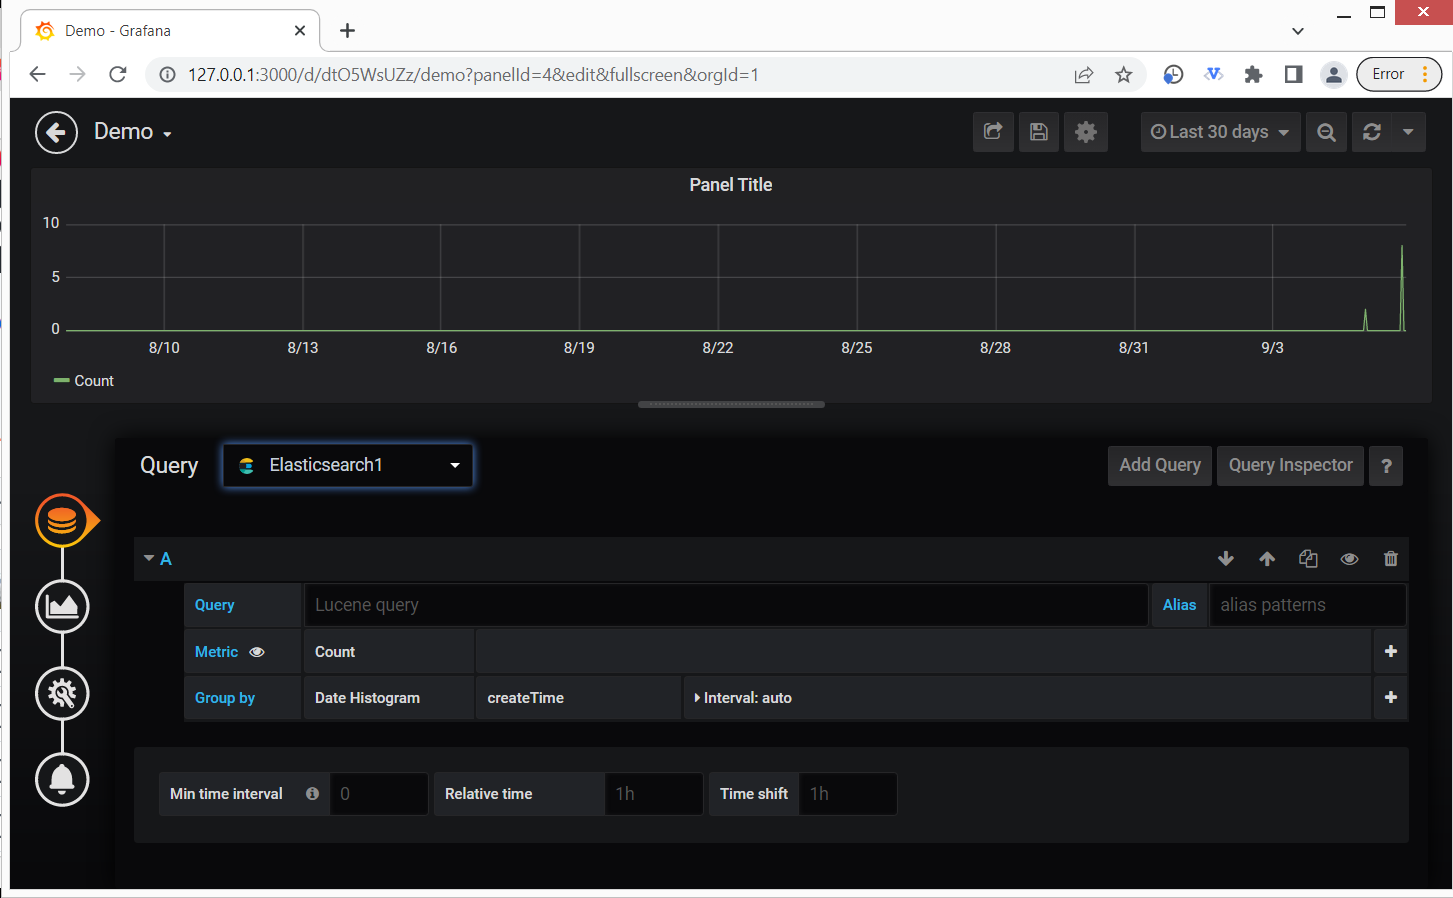 Demo - Grafana
127.0.0.1:3000/d/dtO5WsUZz/demo?panelId=4&edit&fullscreen&orgId=1
Error
Demo
Last 30 days
Panel Title
10
5
0
8/10 8/13 8/16 8/19 8/22 8/25 8/28 8/31 9/3
Count
Query Elasticsearch1 Add Query Query Inspector ?
A
Query Lucene query Alias alias patterns
Metric Count
Group by Date Histogram createTime Interval: auto
Min time interval 0 Relative time 1h Time shift 1h